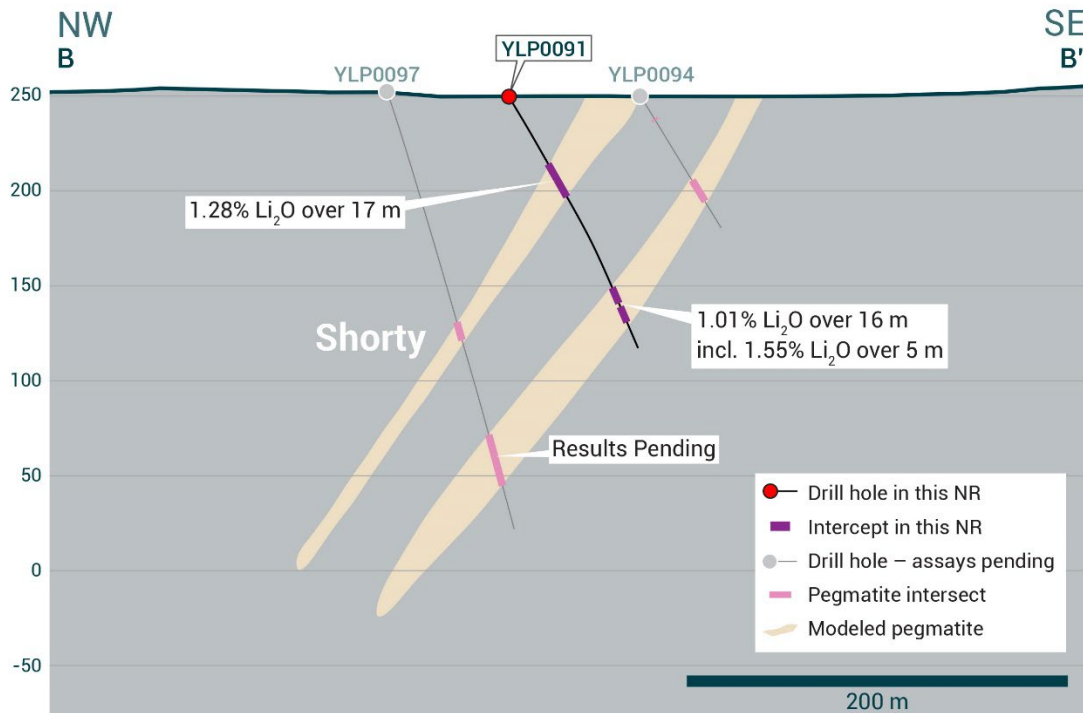 NW
SE
B
B'
YLP0091
YLP0097
YLP0094
250
200
150
100
50
0
-50
1.28% Li₂O over 17 m
Shorty
1.01% Li₂O over 16 m
incl. 1.55% Li₂O over 5 m
Results Pending
Drill hole in this NR
Intercept in this NR
Drill hole – assays pending
Pegmatite intersect
Modeled pegmatite
200 m